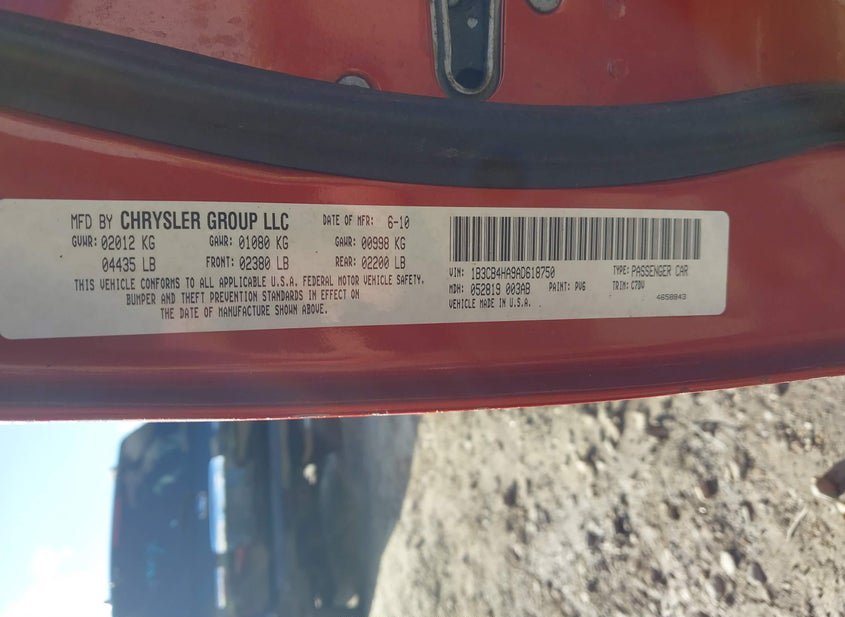 MFD BY CHRYSLER GROUP LLC DATE OF MFR: 6-10
GVWR: 02012 KG GAWR: 01080 KG GAWR: 00998 KG
04435 LB FRONT: 02380 LB REAR: 02200 LB
THIS VEHICLE CONFORMS TO ALL APPLICABLE U.S.A. FEDERAL MOTOR VEHICLE SAFETY,
BUMPER AND THEFT PREVENTION STANDARDS IN EFFECT ON
THE DATE OF MANUFACTURE SHOWN ABOVE.
VIN: 1B3CB4HA9AD618750 TYPE: PASSENGER CAR
MDH: 052819 003AB PAINT: PV6 TRIM: C7DV
VEHICLE MADE IN U.S.A. 4658843